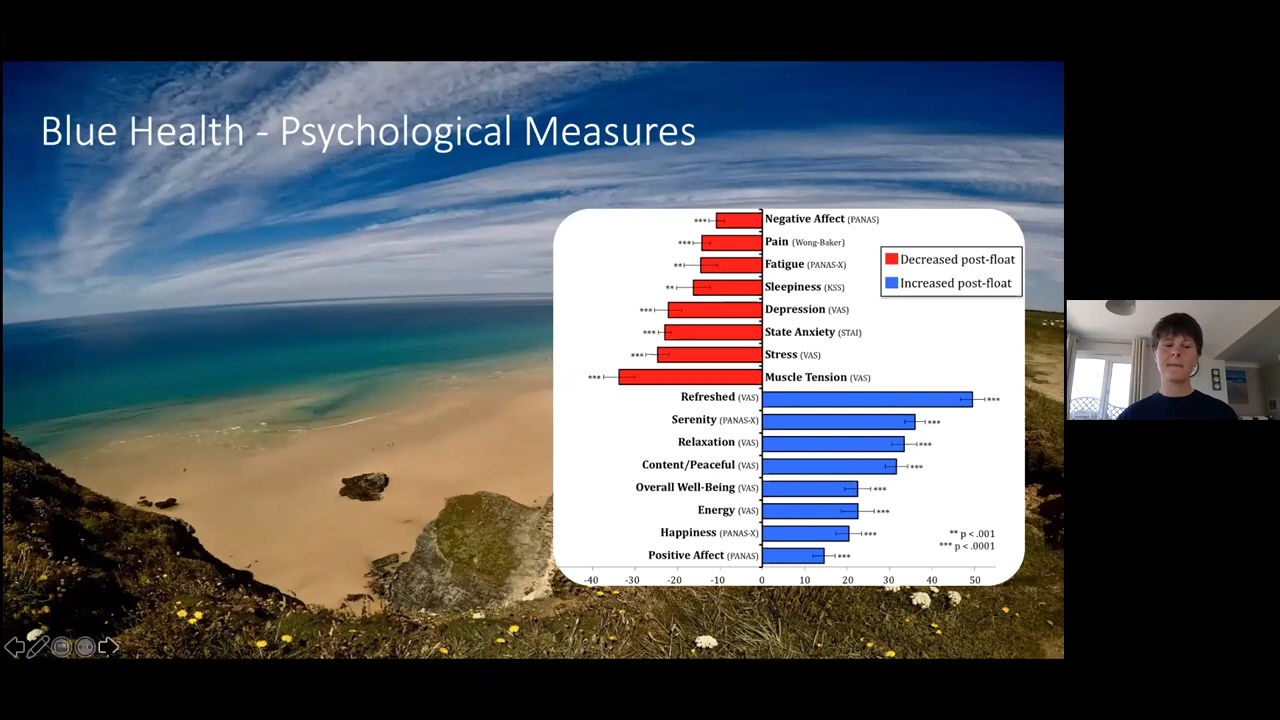 Blue Health - Psychological Measures
*** Negative Affect (PANAS)
*** Pain (Wong-Baker)
** Fatigue (PANAS-X)
** Sleepiness (KSS)
*** Depression (VAS)
*** State Anxiety (STAI)
*** Stress (VAS)
*** Muscle Tension (VAS)
Decreased post-float
Increased post-float
Refreshed (VAS) ***
Serenity (PANAS-X) ***
Relaxation (VAS) ***
Content/Peaceful (VAS) ***
Overall Well-Being (VAS) ***
Energy (VAS) ***
Happiness (PANAS-X) ***
Positive Affect (PANAS) ***
** p < .001
*** p < .0001
-40 -30 -20 -10 0 10 20 30 40 50